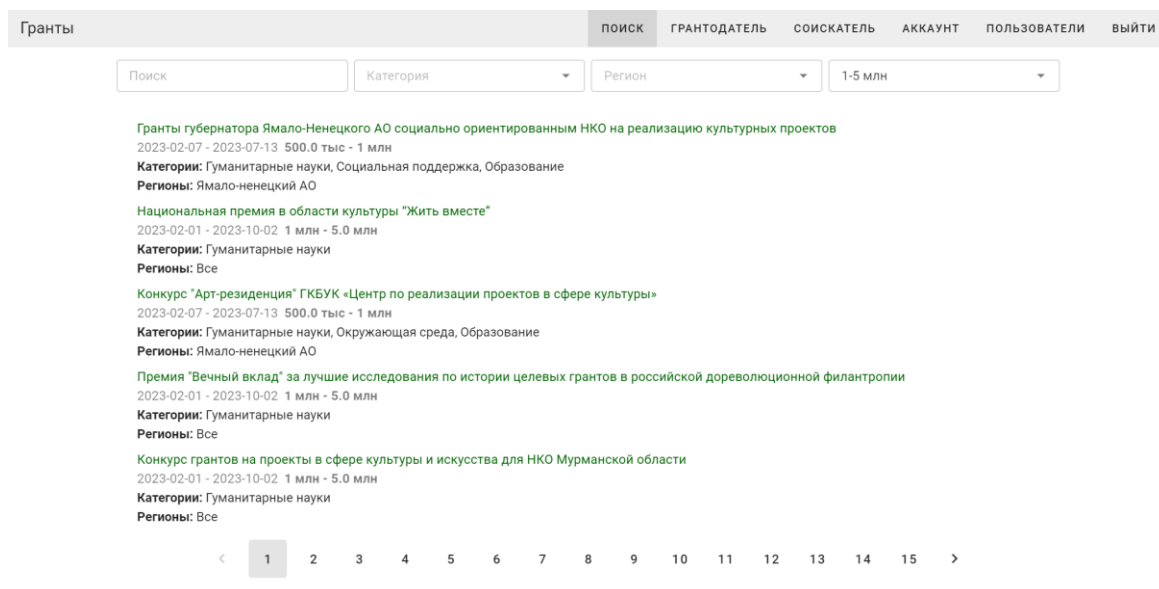 Гранты ПОИСК ГРАНТОДАТЕЛЬ СОИСКАТЕЛЬ АККАУНТ ПОЛЬЗОВАТЕЛИ ВЫЙТИ
Поиск Категория Регион 1-5 млн
Гранты губернатора Ямало-Ненецкого АО социально ориентированным НКО на реализацию культурных проектов
2023-02-07 - 2023-07-13 500.0 тыс - 1 млн
Категории: Гуманитарные науки, Социальная поддержка, Образование
Регионы: Ямало-ненецкий АО
Национальная премия в области культуры "Жить вместе"
2023-02-01 - 2023-10-02 1 млн - 5.0 млн
Категории: Гуманитарные науки
Регионы: Все
Конкурс "Арт-резиденция" ГКБУК «Центр по реализации проектов в сфере культуры»
2023-02-07 - 2023-07-13 500.0 тыс - 1 млн
Категории: Гуманитарные науки, Окружающая среда, Образование
Регионы: Ямало-ненецкий АО
Премия "Вечный вклад" за лучшие исследования по истории целевых грантов в российской дореволюционной филантропии
2023-02-01 - 2023-10-02 1 млн - 5.0 млн
Категории: Гуманитарные науки
Регионы: Все
Конкурс грантов на проекты в сфере культуры и искусства для НКО Мурманской области
2023-02-01 - 2023-10-02 1 млн - 5.0 млн
Категории: Гуманитарные науки
Регионы: Все
< 1 2 3 4 5 6 7 8 9 10 11 12 13 14 15 >